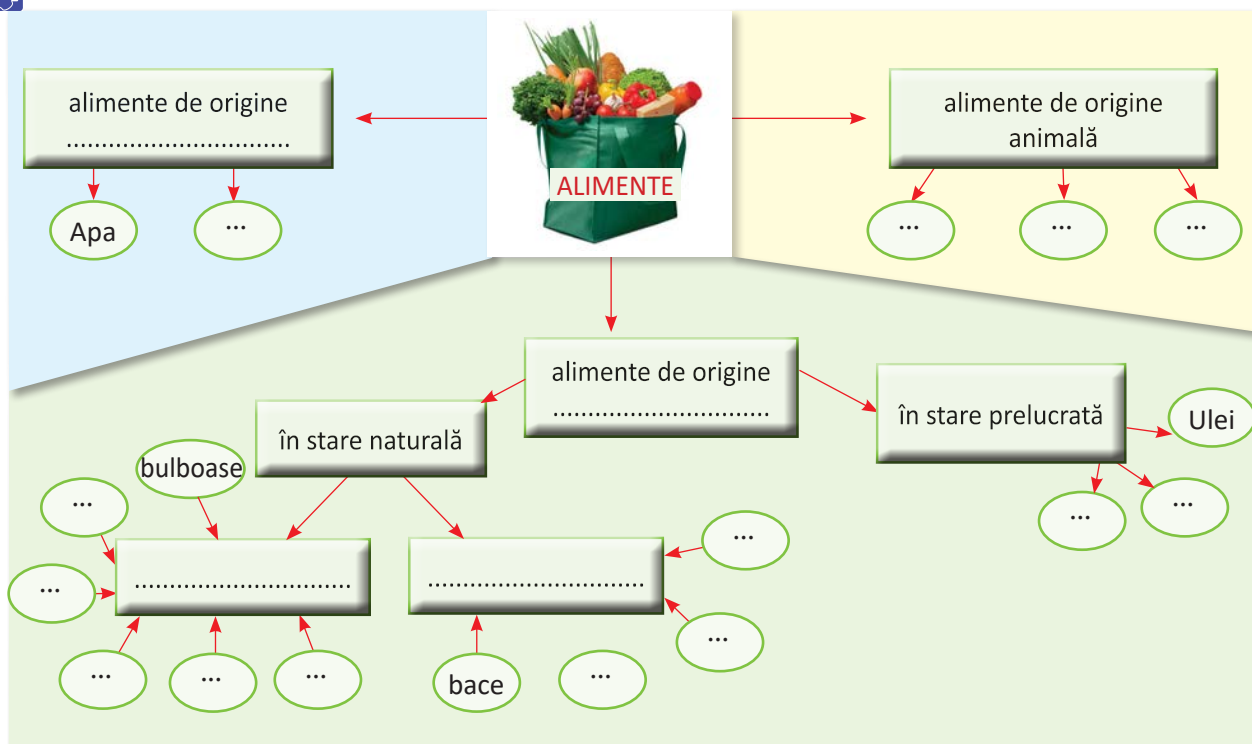 alimente de origine
................................
Apa
...
ALIMENTE
alimente de origine
animală
...
...
...
alimente de origine
...............................
în stare naturală
bulboase
...
...
...............................
...
...
...
...............................
bace
...
...
...
în stare prelucrată
Ulei
...
...